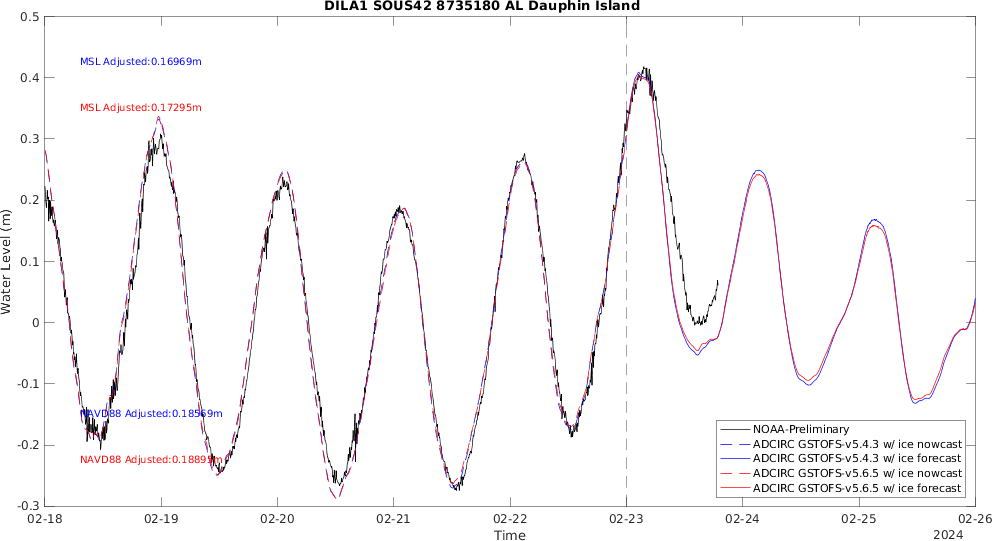 DILA1 SOUS42 8735180 AL Dauphin Island
0.5
0.4
0.3
0.2
0.1
0
-0.1
-0.2
-0.3
Water Level (m)
MSL Adjusted:0.16969m
MSL Adjusted:0.17295m
NAVD88 Adjusted:0.18569m
NAVD88 Adjusted:0.18895m
NOAA-Preliminary
ADCIRC GSTOFS-v5.4.3 w/ ice nowcast
ADCIRC GSTOFS-v5.4.3 w/ ice forecast
ADCIRC GSTOFS-v5.6.5 w/ ice nowcast
ADCIRC GSTOFS-v5.6.5 w/ ice forecast
02-18 02-19 02-20 02-21 02-22 02-23 02-24 02-25 02-26
Time
2024